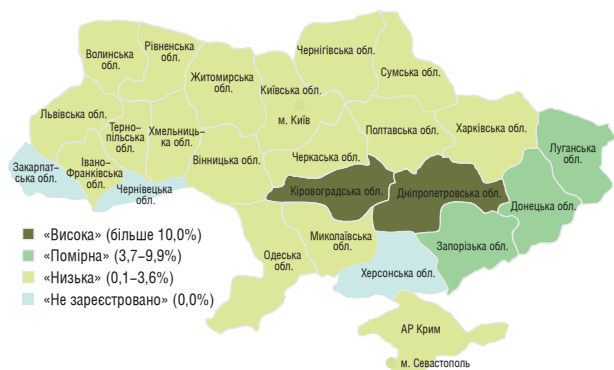 Волинська
обл.
Рівненська
обл.
Чернігівська
обл.
Сумська обл.
Житомирська
обл.
Київська
обл.
м. Київ
Львівська
обл.
Терно-
пільська
обл.
Хмельниць-
ка обл.
Вінницька обл.
Черкаська обл.
Полтавська обл.
Харківська
обл.
Луганська
обл.
Закарпат-
ська обл.
Івано-
Франківська
обл.
Чернівецька
обл.
Кіровоградська обл.
Дніпропетровська обл.
Донецька
обл.
Миколаївська
обл.
Запорізька
обл.
Одеська
обл.
Херсонська обл.
«Висока» (більше 10,0%)
«Помірна» (3,7–9,9%)
«Низька» (0,1–3,6%)
«Не зареєстровано» (0,0%)
АР Крим
м. Севастополь